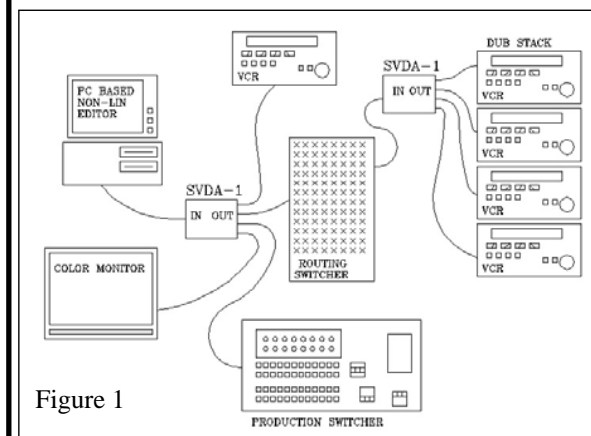 DUB STACK
SVDA-1
VCR
PC BASED
NON-LIN
EDITOR
IN OUT
VCR
SVDA-1
VCR
IN OUT
VCR
COLOR MONITOR
ROUTING
SWITCHER
VCR
Figure 1
PRODUCTION SWITCHER